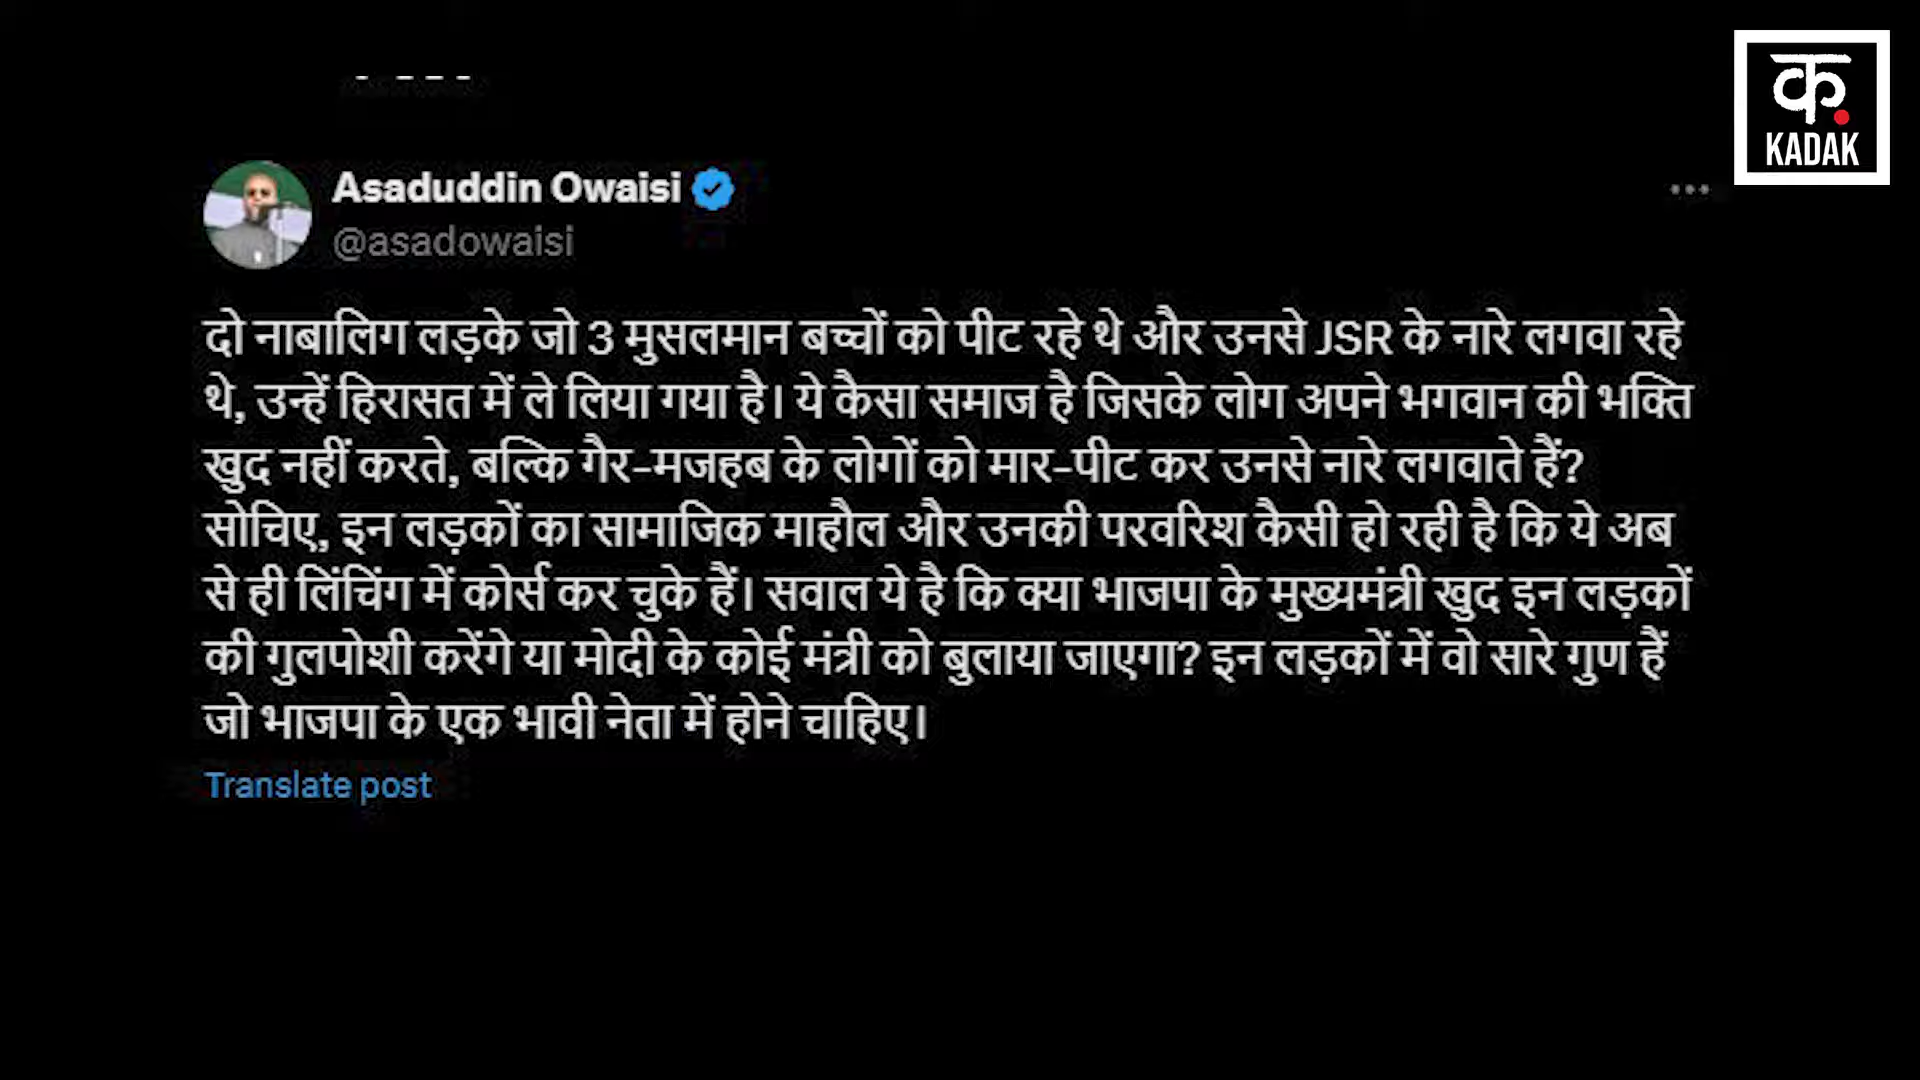 क
KADAK
Asaduddin Owaisi
@asadowaisi
दो नाबालिग लड़के जो 3 मुसलमान बच्चों को पीट रहे थे और उनसे JSR के नारे लगवा रहे
थे, उन्हें हिरासत में ले लिया गया है। ये कैसा समाज है जिसके लोग अपने भगवान की भक्ति
खुद नहीं करते, बल्कि गैर-मजहब के लोगों को मार-पीट कर उनसे नारे लगवाते हैं?
सोचिए, इन लड़कों का सामाजिक माहौल और उनकी परवरिश कैसी हो रही है कि ये अब
से ही लिंचिंग में कोर्स कर चुके हैं। सवाल ये है कि क्या भाजपा के मुख्यमंत्री खुद इन लड़कों
की गुलपोशी करेंगे या मोदी के कोई मंत्री को बुलाया जाएगा? इन लड़कों में वो सारे गुण हैं
जो भाजपा के एक भावी नेता में होने चाहिए।
Translate post